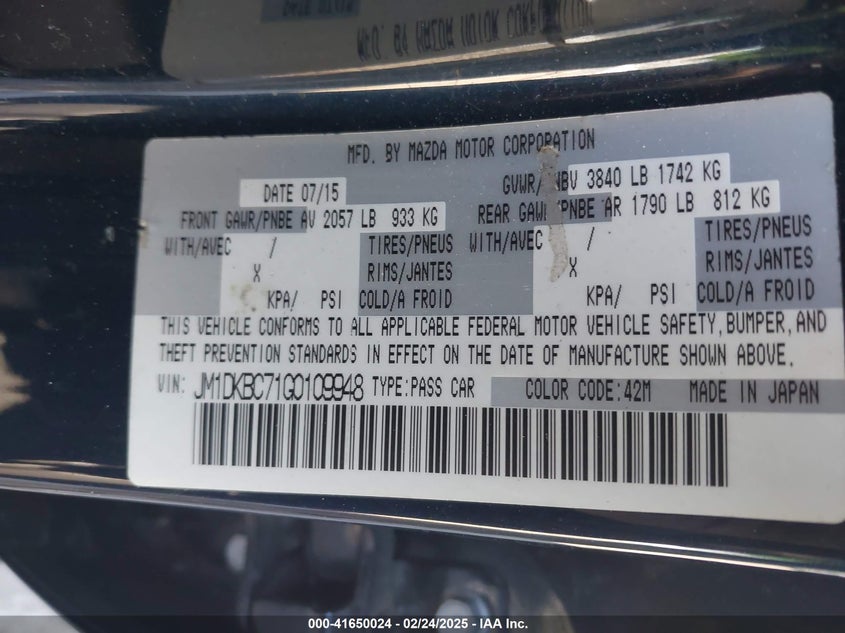 MFD. BY MAZDA MOTOR CORPORATION
DATE 07/15 GVWR/PNBV 3840 LB 1742 KG
FRONT GAWR/PNBE AV 2057 LB 933 KG REAR GAWR/PNBE AR 1790 LB 812 KG
WITH/AVEC / TIRES/PNEUS WITH/AVEC / TIRES/PNEUS
X RIMS/JANTES X RIMS/JANTES
KPA/ PSI COLD/A FROID KPA/ PSI COLD/A FROID
THIS VEHICLE CONFORMS TO ALL APPLICABLE FEDERAL MOTOR VEHICLE SAFETY, BUMPER, AND
THEFT PREVENTION STANDARDS IN EFFECT ON THE DATE OF MANUFACTURE SHOWN ABOVE.
VIN: JM1DKBC71G0109948 TYPE:PASS CAR COLOR CODE:42M MADE IN JAPAN
000-41650024 - 02/24/2025 - IAA Inc.